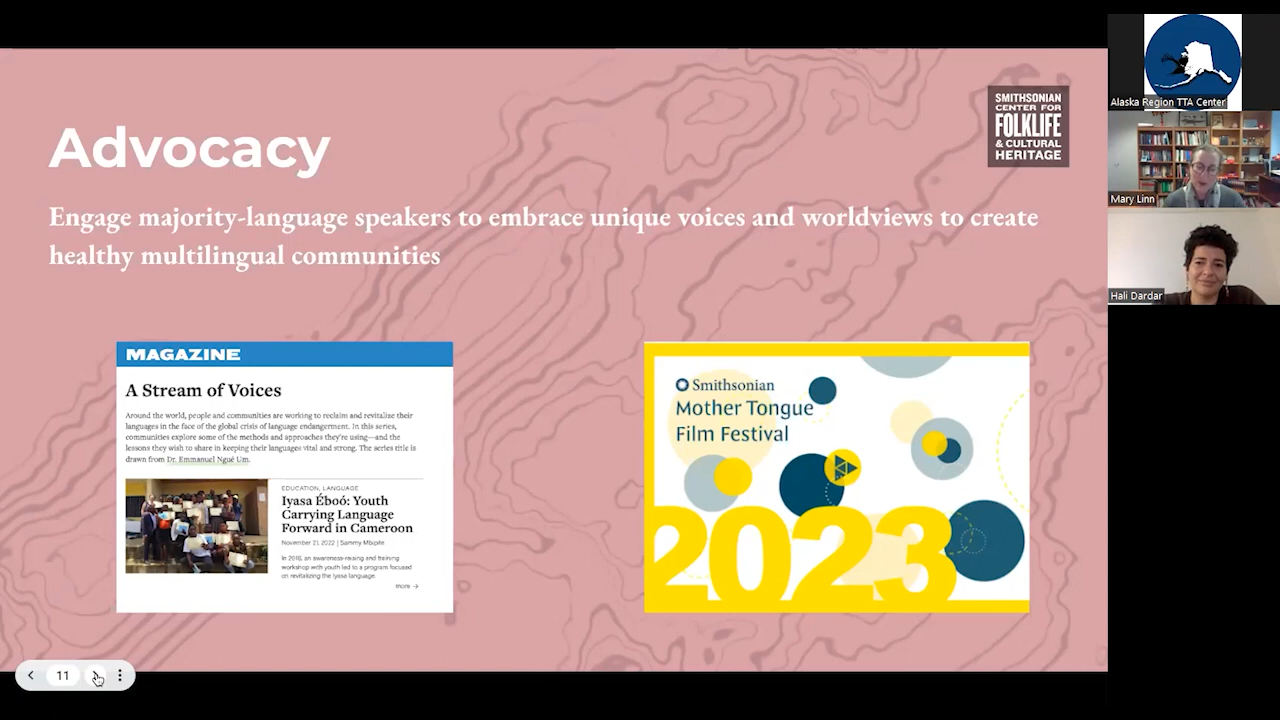 Advocacy
Engage majority-language speakers to embrace unique voices and worldviews to create
healthy multilingual communities
SMITHSONIAN
CENTER FOR
FOLKLIFE
& CULTURAL
HERITAGE
MAGAZINE
A Stream of Voices
Around the world, people and communities are working to reclaim and revitalize their
languages in the face of the global crisis of language endangerment. In this series,
communities explore some of the methods and approaches they're using—and the
lessons they wish to share in keeping their languages vital and strong. The series title is
drawn from Dr. Emmanuel Ngué Um.
EDUCATION, LANGUAGE
Iyasa Éboó: Youth
Carrying Language
Forward in Cameroon
November 21, 2022 | Sammy Mbipite
In 2016, an awareness-raising and training
workshop with youth led to a program focused
on revitalizing the Iyasa language.
more →
Smithsonian
Mother Tongue
Film Festival
2023
11
Alaska Region TTA Center
Mary Linn
Hali Dardar